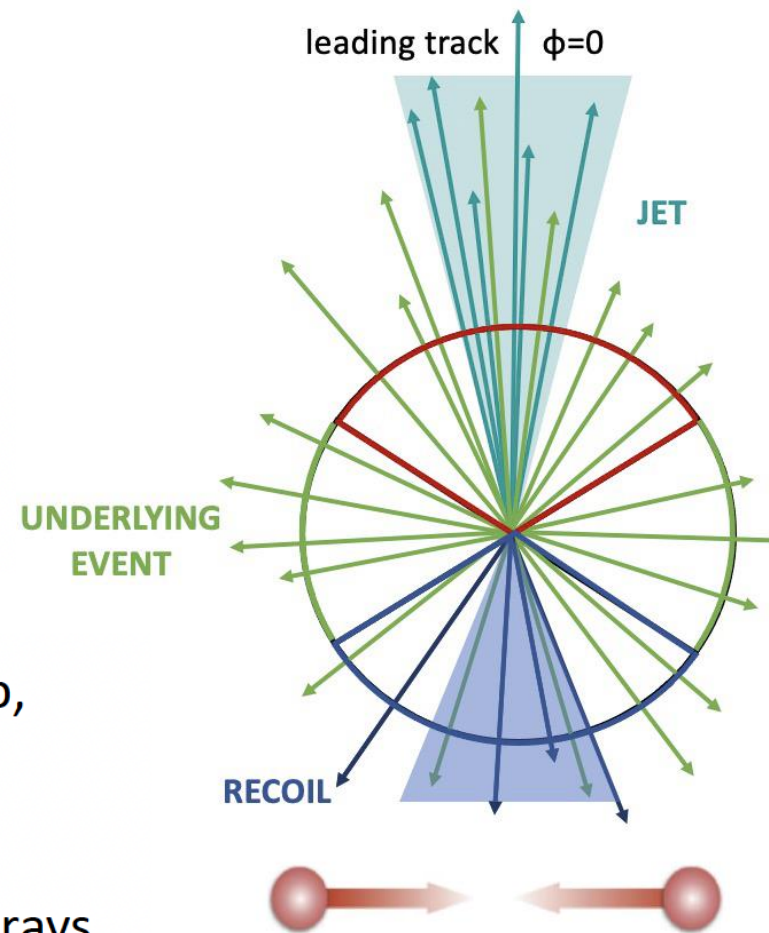 leading track ϕ=0
JET
UNDERLYING
EVENT
RECOIL